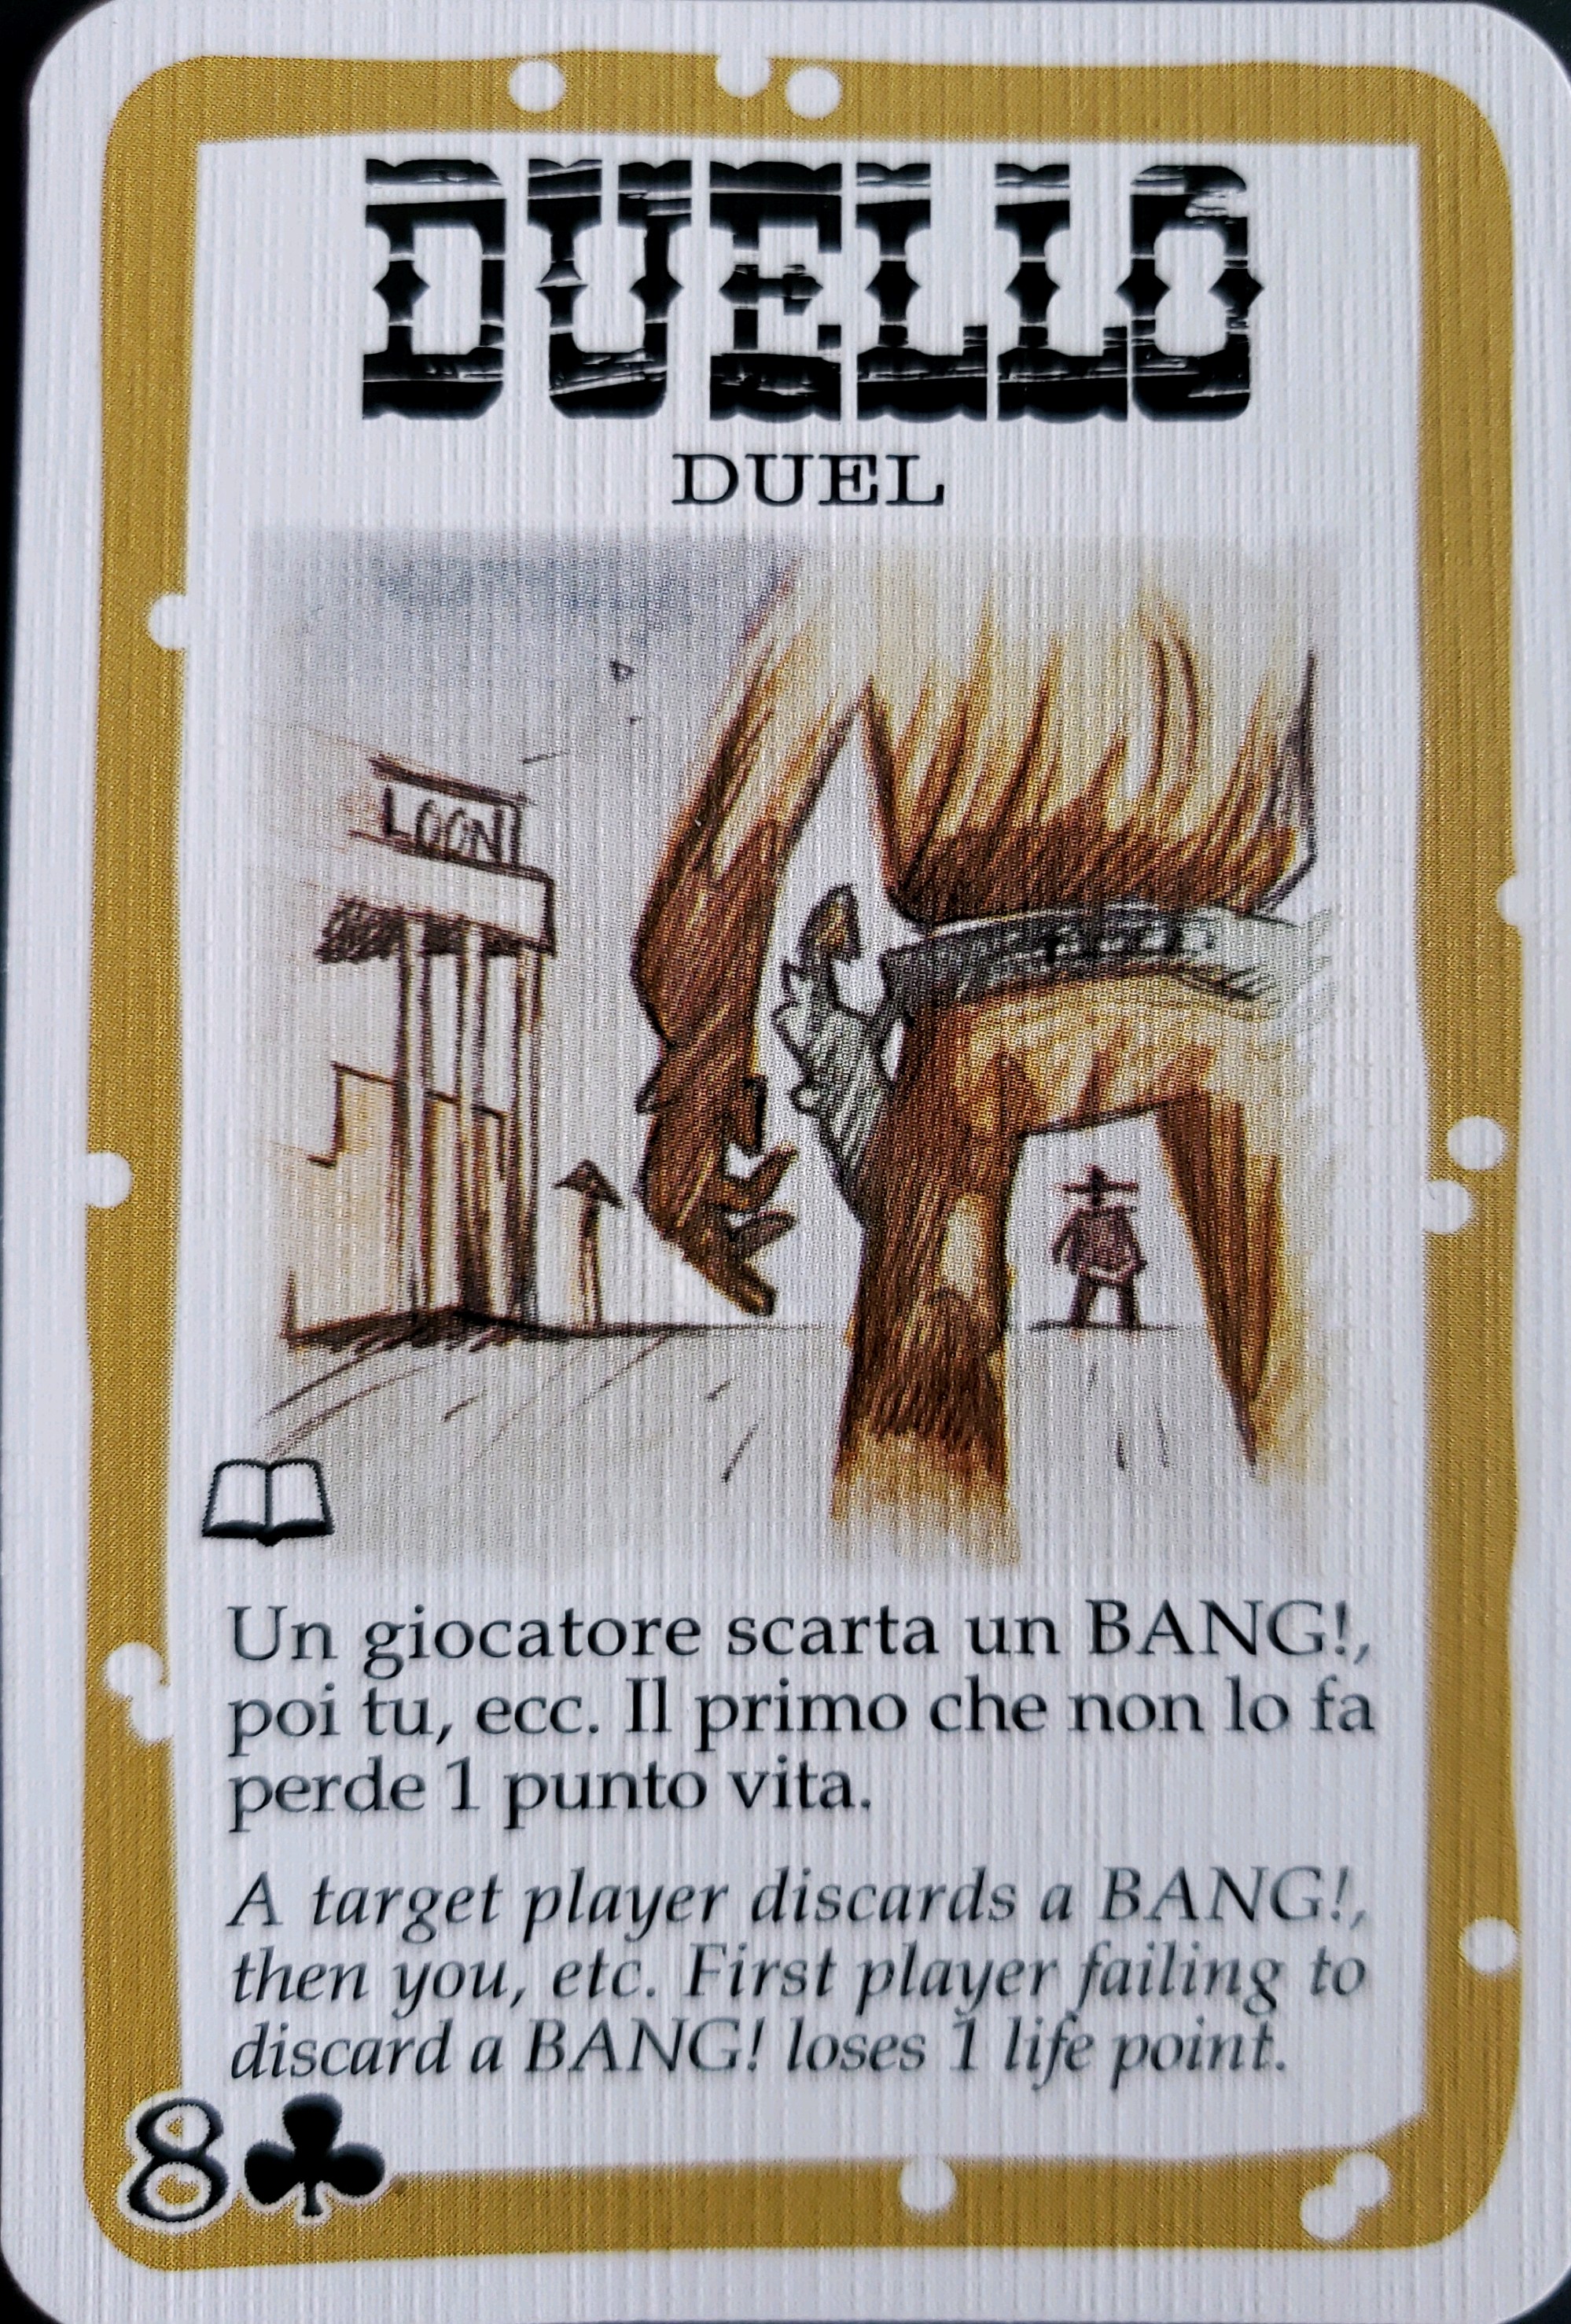 DUELLO
DUEL
LOON
Un giocatore scarta un BANG!,
poi tu, ecc. Il primo che non lo fa
perde 1 punto vita.
A target player discards a BANG!,
then you, etc. First player failing to
discard a BANG! loses 1 life point.
8♣